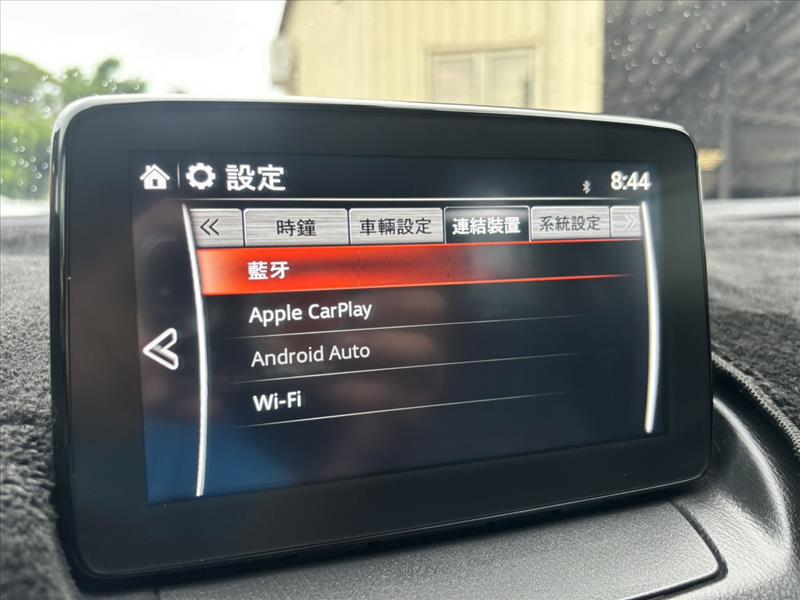 設定 8:44
時鐘 車輛設定 連結裝置 系統設定
藍牙
Apple CarPlay
Android Auto
Wi-Fi